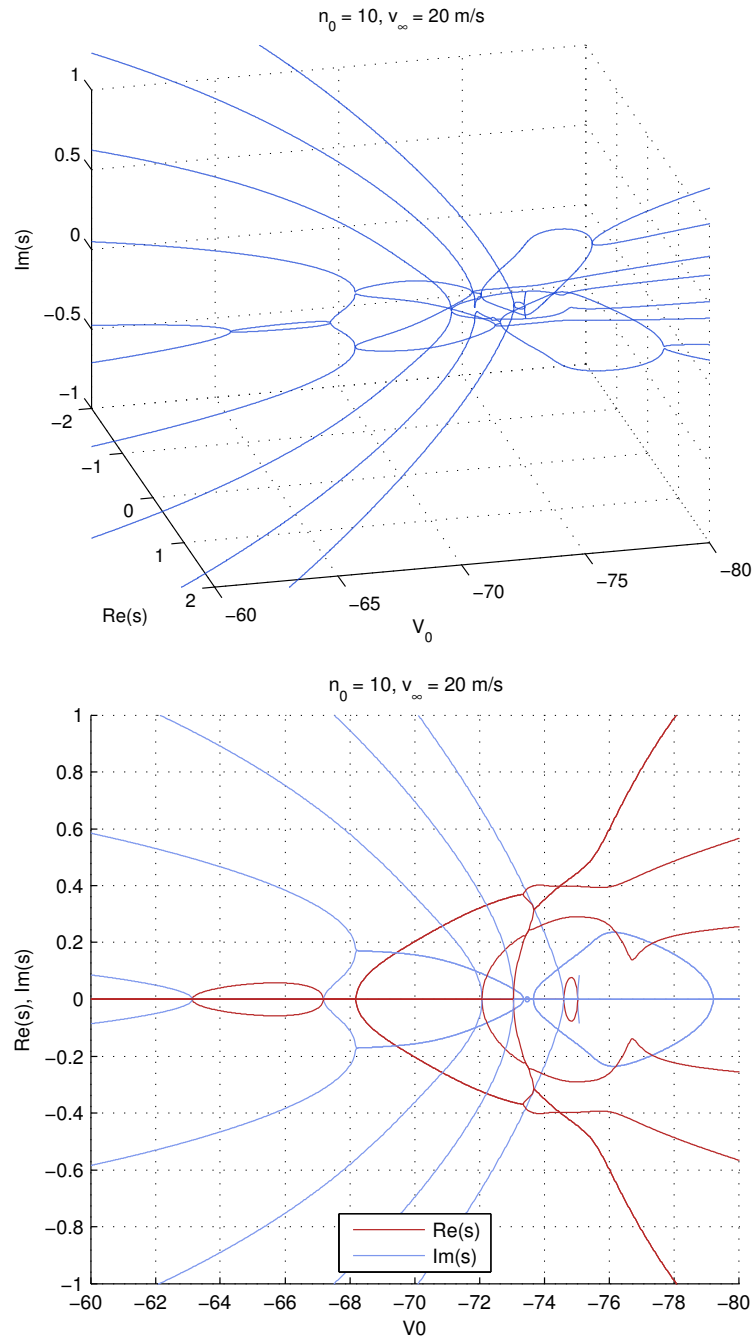 n₀ = 10, v∞ = 20 m/s
1
0.5
0
−0.5
−1
Im(s)
−2
−1
0
1
2
Re(s)
−60
−65
−70
−75
−80
V₀
n₀ = 10, v∞ = 20 m/s
1
0.8
0.6
0.4
0.2
0
−0.2
−0.4
−0.6
−0.8
−1
Re(s), Im(s)
Re(s)
Im(s)
−60 −62 −64 −66 −68 −70 −72 −74 −76 −78 −80
V0